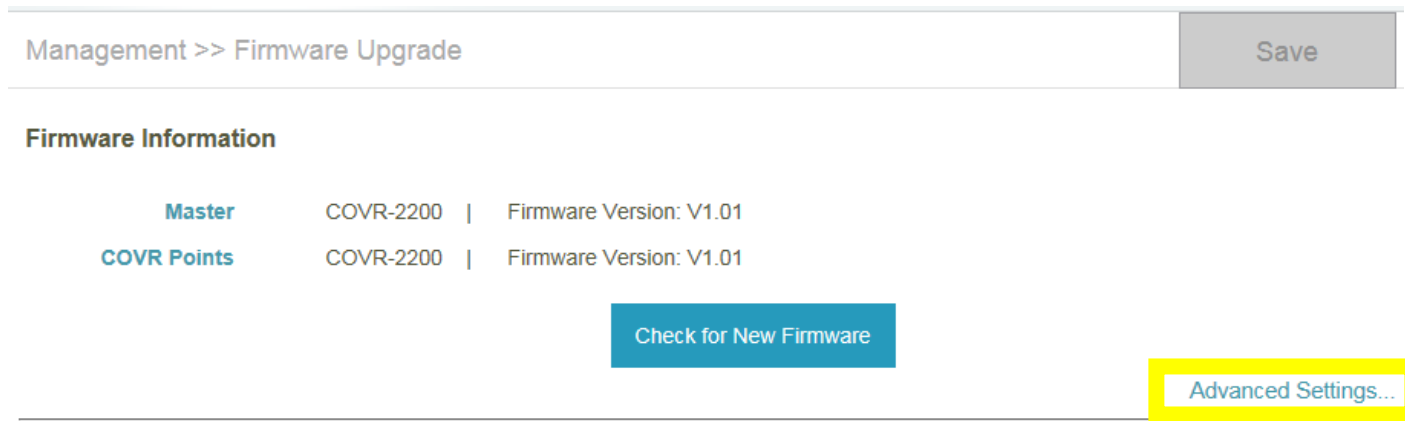 Management >> Firmware Upgrade
Save
Firmware Information
Master COVR-2200 | Firmware Version: V1.01
COVR Points COVR-2200 | Firmware Version: V1.01
Check for New Firmware
Advanced Settings...